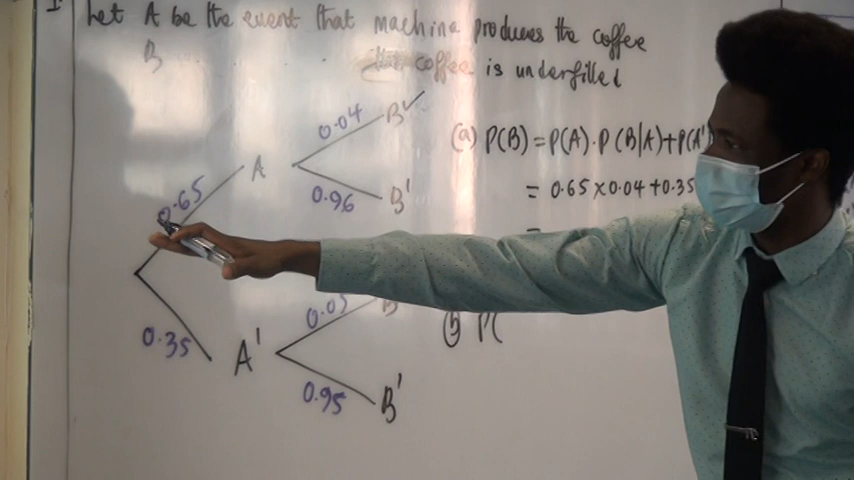 Let A be the event that machine produces the coffee
B . . . . the coffee is underfilled
0.04
B
0.65
A
0.96
B'
(a) P(B) = P(A).P(B|A)+P(A'
= 0.65×0.04+0.35
=
0.35
A'
0.05
B
0.95
B'
(b) P(